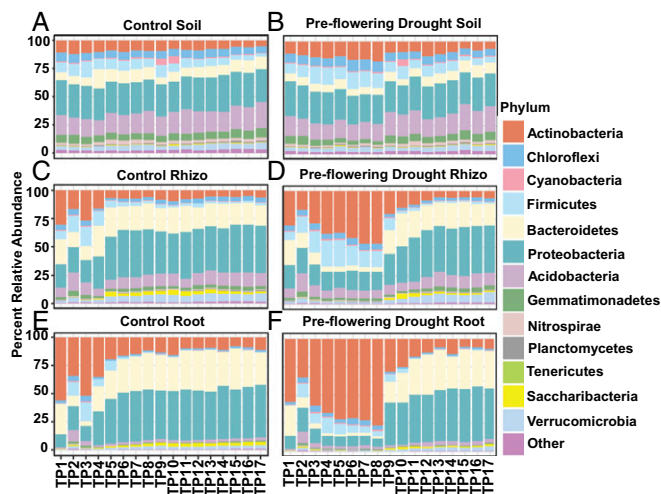 A Control Soil
B Pre-flowering Drought Soil
100
75
50
25
0
C Control Rhizo
D Pre-flowering Drought Rhizo
100
75
50
25
0
E Control Root
F Pre-flowering Drought Root
100
75
50
25
0
Percent Relative Abundance
TP1 TP2 TP3 TP4 TP5 TP6 TP7 TP8 TP9 TP10 TP11 TP12 TP13 TP14 TP15 TP16 TP17
TP1 TP2 TP3 TP4 TP5 TP6 TP7 TP8 TP9 TP10 TP11 TP12 TP13 TP14 TP15 TP16 TP17
Phylum
Actinobacteria
Chloroflexi
Cyanobacteria
Firmicutes
Bacteroidetes
Proteobacteria
Acidobacteria
Gemmatimonadetes
Nitrospirae
Planctomycetes
Tenericutes
Saccharibacteria
Verrucomicrobia
Other